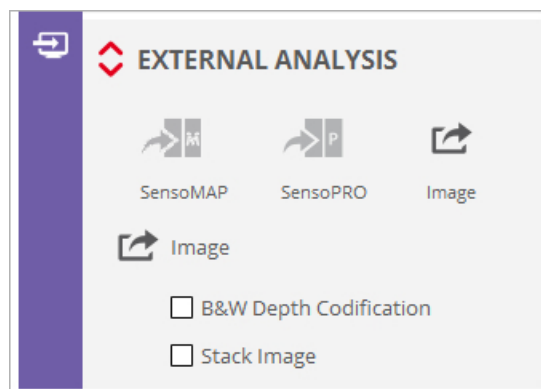 EXTERNAL ANALYSIS
M P
SensoMAP SensoPRO Image
Image
B&W Depth Codification
Stack Image